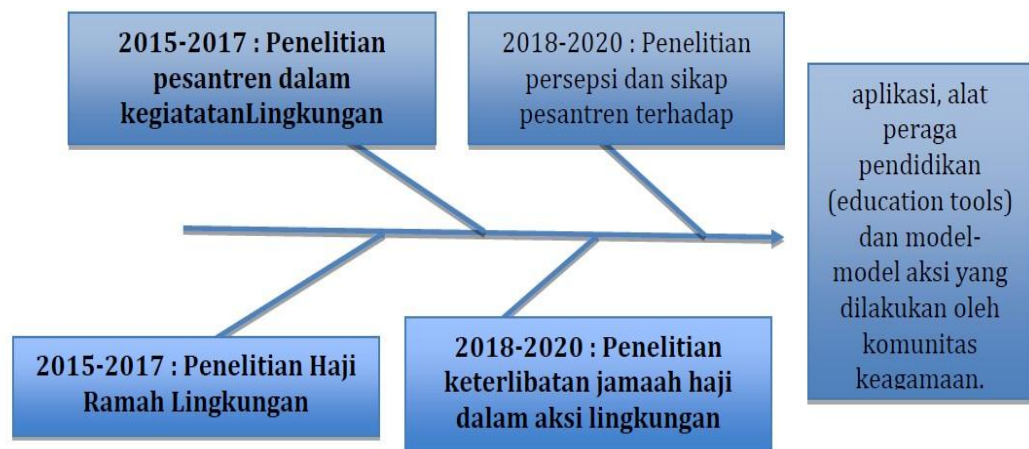 2015-2017 : Penelitian
pesantren dalam
kegiatatanLingkungan
2018-2020 : Penelitian
persepsi dan sikap
pesantren terhadap
aplikasi, alat
peraga
pendidikan
(education tools)
dan model-
model aksi yang
dilakukan oleh
komunitas
keagamaan.
2015-2017 : Penelitian Haji
Ramah Lingkungan
2018-2020 : Penelitian
keterlibatan jamaah haji
dalam aksi lingkungan